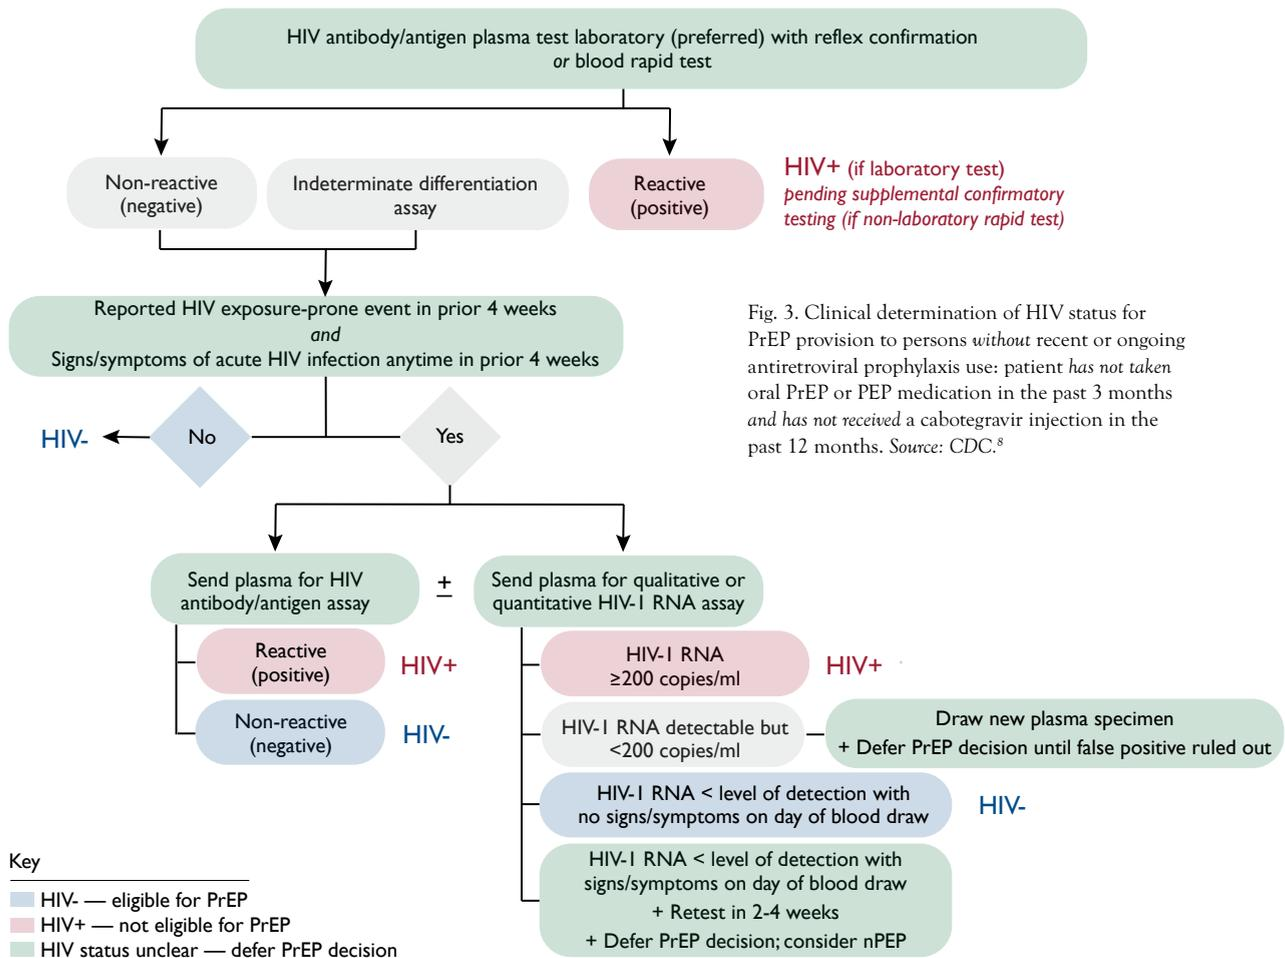 HIV antibody/antigen plasma test laboratory (preferred) with reflex confirmation
or blood rapid test
Non-reactive
(negative)
Indeterminate differentiation
assay
Reactive
(positive)
HIV+ (if laboratory test)
pending supplemental confirmatory
testing (if non-laboratory rapid test)
Reported HIV exposure-prone event in prior 4 weeks
and
Signs/symptoms of acute HIV infection anytime in prior 4 weeks
Fig. 3. Clinical determination of HIV status for
PrEP provision to persons without recent or ongoing
antiretroviral prophylaxis use: patient has not taken
oral PrEP or PEP medication in the past 3 months
and has not received a cabotegravir injection in the
past 12 months. Source: CDC.8
HIV-
No
Yes
Send plasma for HIV
antibody/antigen assay
±
Send plasma for qualitative or
quantitative HIV-1 RNA assay
Reactive
(positive)
HIV+
Non-reactive
(negative)
HIV-
HIV-1 RNA
≥200 copies/ml
HIV+
HIV-1 RNA detectable but
<200 copies/ml
Draw new plasma specimen
+ Defer PrEP decision until false positive ruled out
HIV-1 RNA < level of detection with
no signs/symptoms on day of blood draw
HIV-
HIV-1 RNA < level of detection with
signs/symptoms on day of blood draw
+ Retest in 2-4 weeks
+ Defer PrEP decision; consider nPEP
Key
HIV- — eligible for PrEP
HIV+ — not eligible for PrEP
HIV status unclear — defer PrEP decision